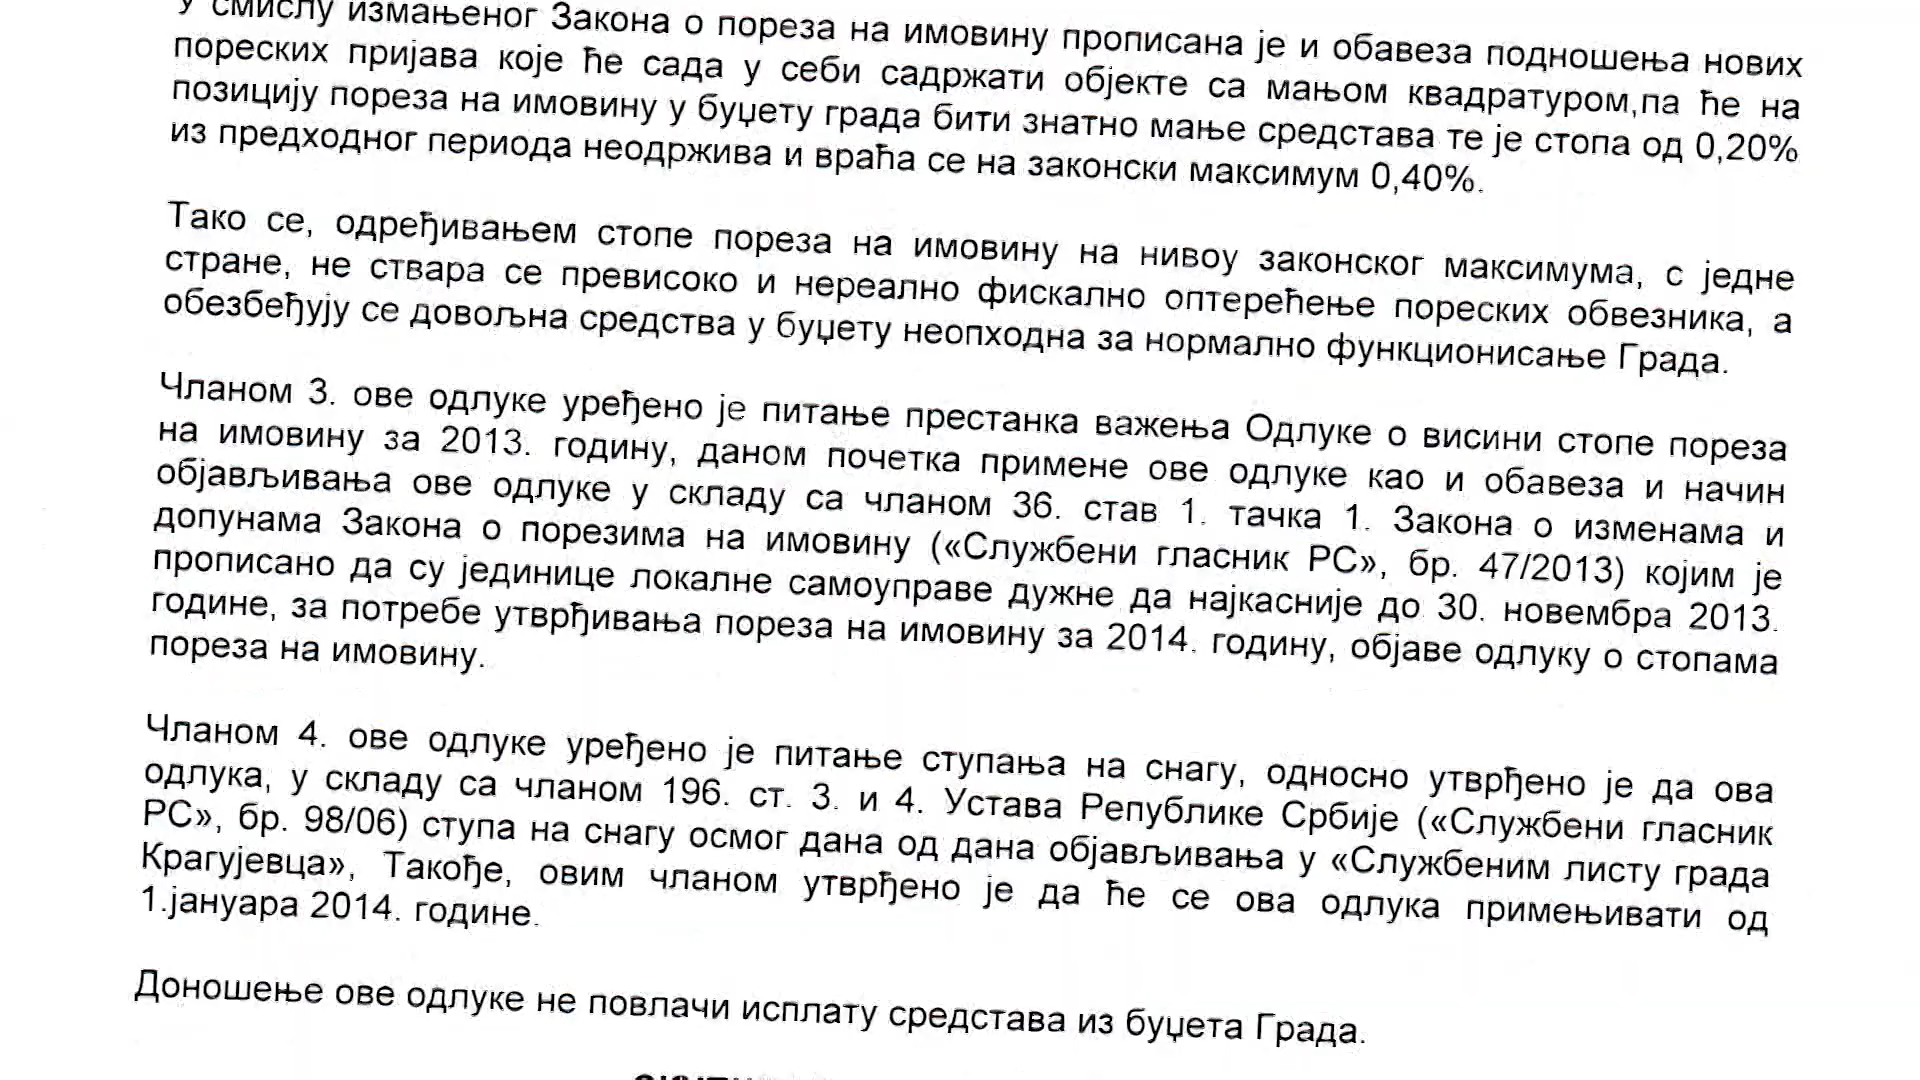 У смислу измањеног Закона о пореза на имовину прописана је и обавеза подношења нових
пореских пријава које ће сада у себи садржати објекте са мањом квадратуром,па ће на
позицију пореза на имовину у буџету града бити знатно мање средстава те је стопа од 0,20%
из предходног периода неодржива и враћа се на законски максимум 0,40%.
Тако се, одређивањем стопе пореза на имовину на нивоу законског максимума, с једне
стране, не ствара се превисоко и нереално фискално оптерећење пореских обвезника, а
обезбеђују се довољна средства у буџету неопходна за нормално функционисање Града.
Чланом 3. ове одлуке уређено је питање престанка важења Одлуке о висини стопе пореза
на имовину за 2013. годину, даном почетка примене ове одлуке као и обавеза и начин
објављивања ове одлуке у складу са чланом 36. став 1. тачка 1. Закона о изменама и
допунама Закона о порезима на имовину («Службени гласник РС», бр. 47/2013) којим је
прописано да су јединице локалне самоуправе дужне да најкасније до 30. новембра 2013.
године, за потребе утврђивања пореза на имовину за 2014. годину, објаве одлуку о стопама
пореза на имовину.
Чланом 4. ове одлуке уређено је питање ступања на снагу, односно утврђено је да ова
одлука, у складу са чланом 196. ст. 3. и 4. Устава Републике Србије («Службени гласник
РС», бр. 98/06) ступа на снагу осмог дана од дана објављивања у «Службеним листу града
Крагујевца», Такође, овим чланом утврђено је да ће се ова одлука примењивати од
1.јануара 2014. године.
Доношење ове одлуке не повлачи исплату средстава из буџета Града.